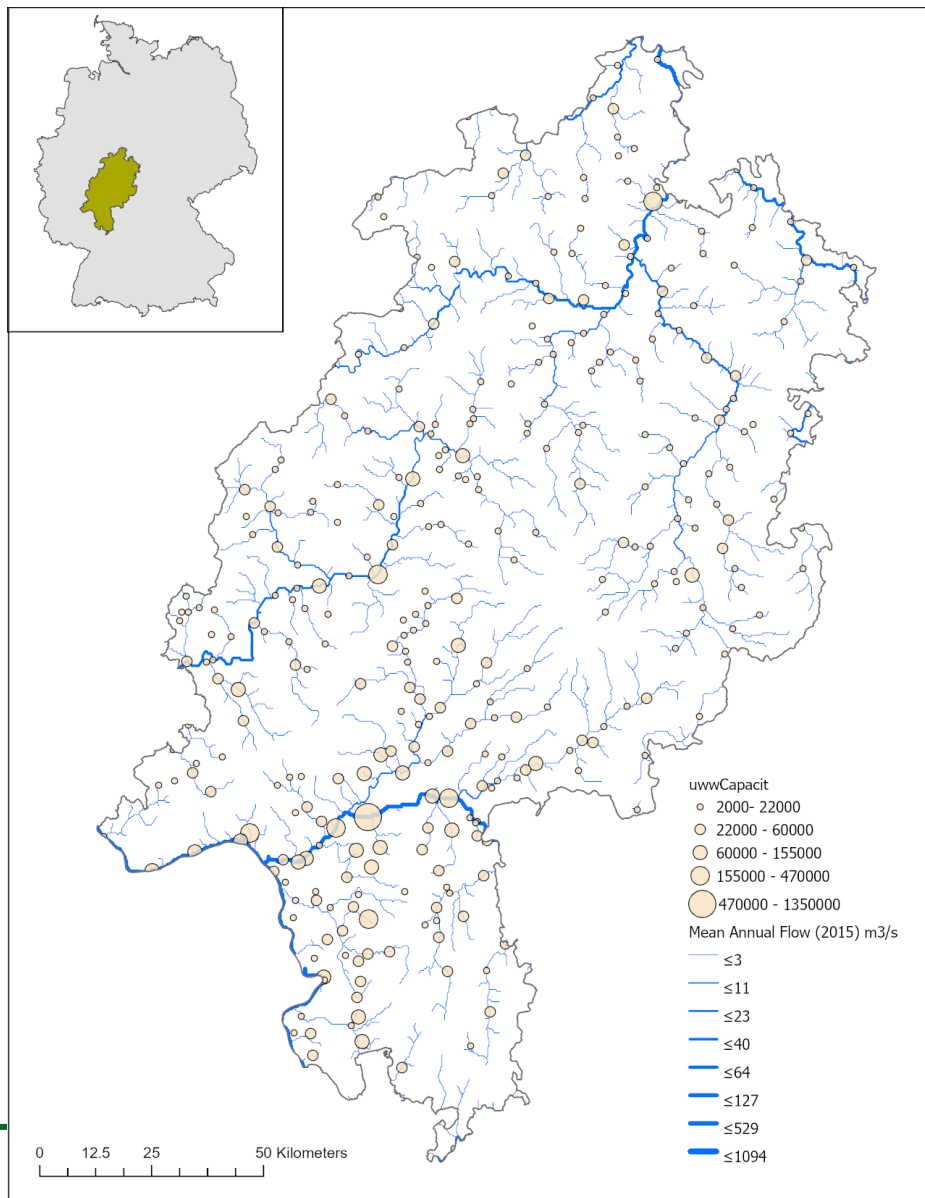 uwwCapacit
2000- 22000
22000 - 60000
60000 - 155000
155000 - 470000
470000 - 1350000
Mean Annual Flow (2015) m3/s
≤3
≤11
≤23
≤40
≤64
≤127
≤529
≤1094
0 12.5 25 50 Kilometers